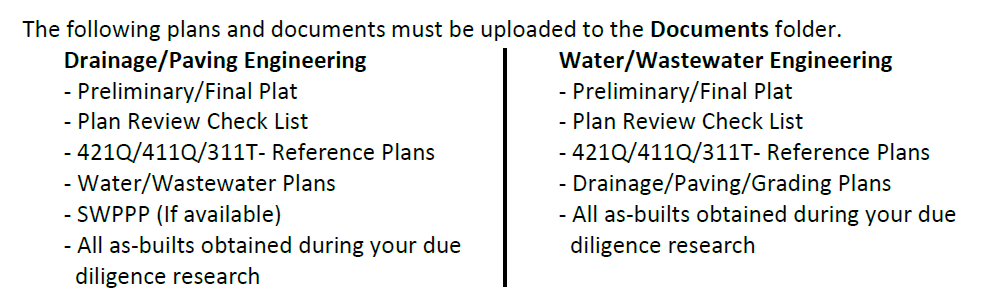 The following plans and documents must be uploaded to the Documents folder.
Drainage/Paving Engineering
- Preliminary/Final Plat
- Plan Review Check List
- 421Q/411Q/311T- Reference Plans
- Water/Wastewater Plans
- SWPPP (If available)
- All as-builts obtained during your due
diligence research
Water/Wastewater Engineering
- Preliminary/Final Plat
- Plan Review Check List
- 421Q/411Q/311T- Reference Plans
- Drainage/Paving/Grading Plans
- All as-builts obtained during your due
diligence research